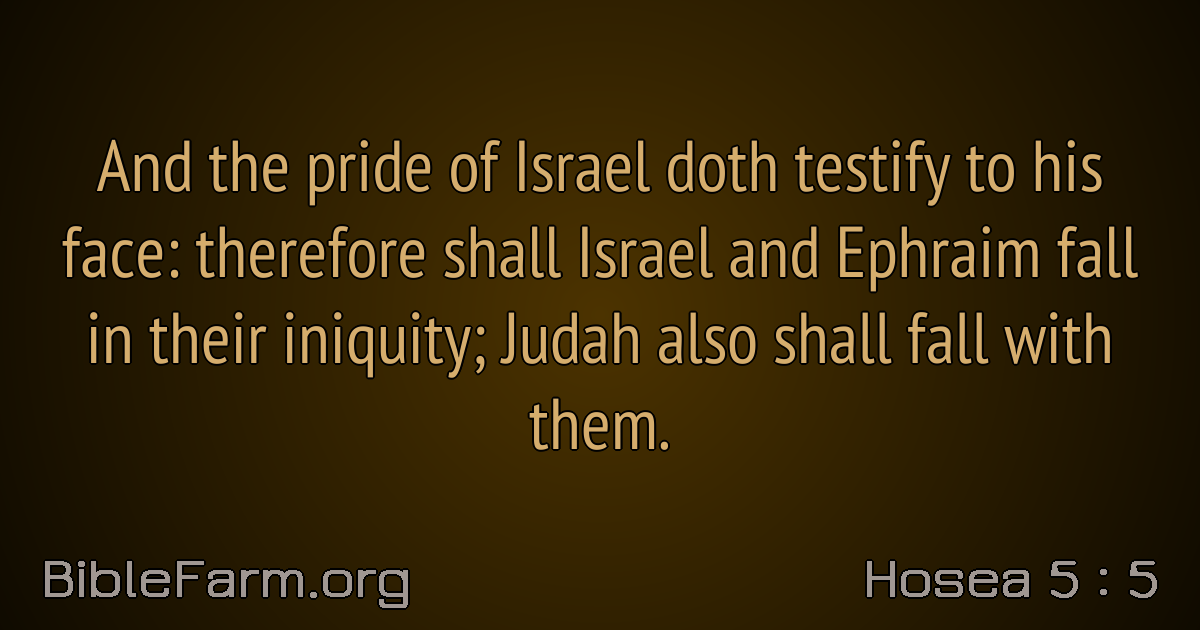 And the pride of Israel doth testify to his
face: therefore shall Israel and Ephraim fall
in their iniquity; Judah also shall fall with
them.
BibleFarm.org
Hosea 5 : 5